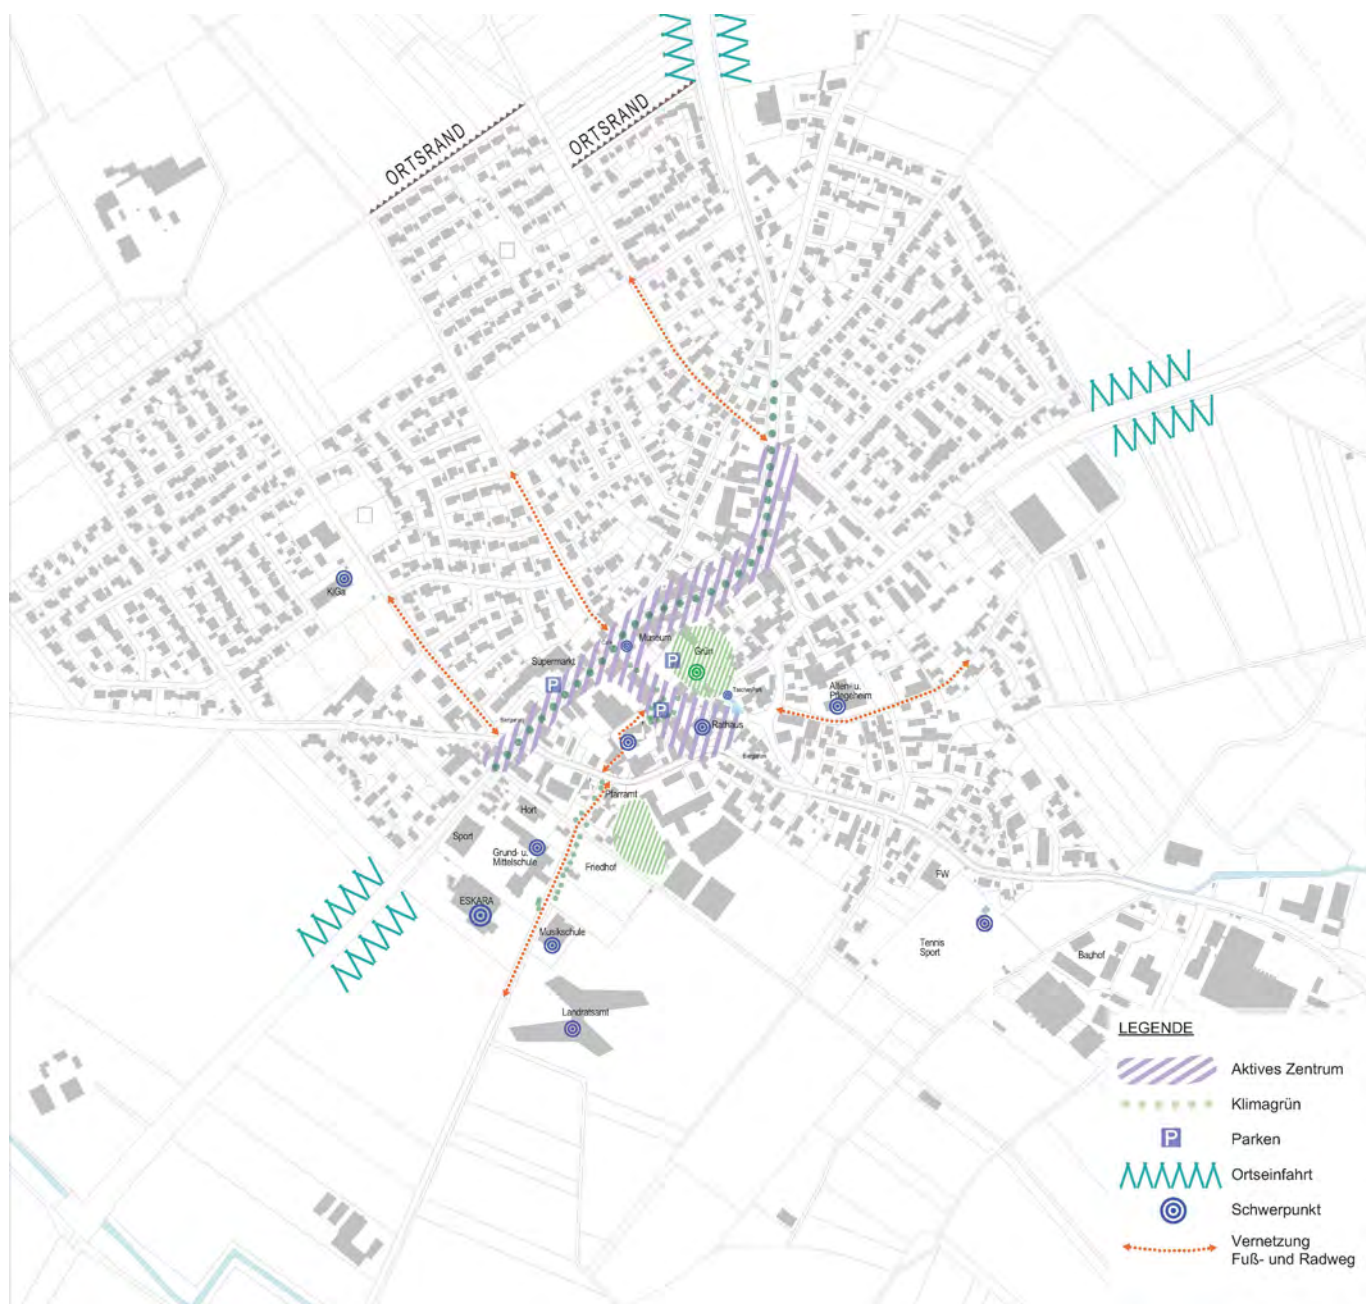 ORTSRAND
ORTSRAND
KiGa
Museum
P
Grün
Supermarkt
P
Alten- u.
Pflegeheim
P
Rathaus
Pfarramt
Hort
Sport
Grund- u.
Mittelschule
Friedhof
FW
ESKARA
Musikschule
Tennis
Sport
Bauhof
Landratsamt
LEGENDE
Aktives Zentrum
Klimagrün
P
Parken
Ortseinfahrt
Schwerpunkt
Vernetzung
Fuß- und Radweg